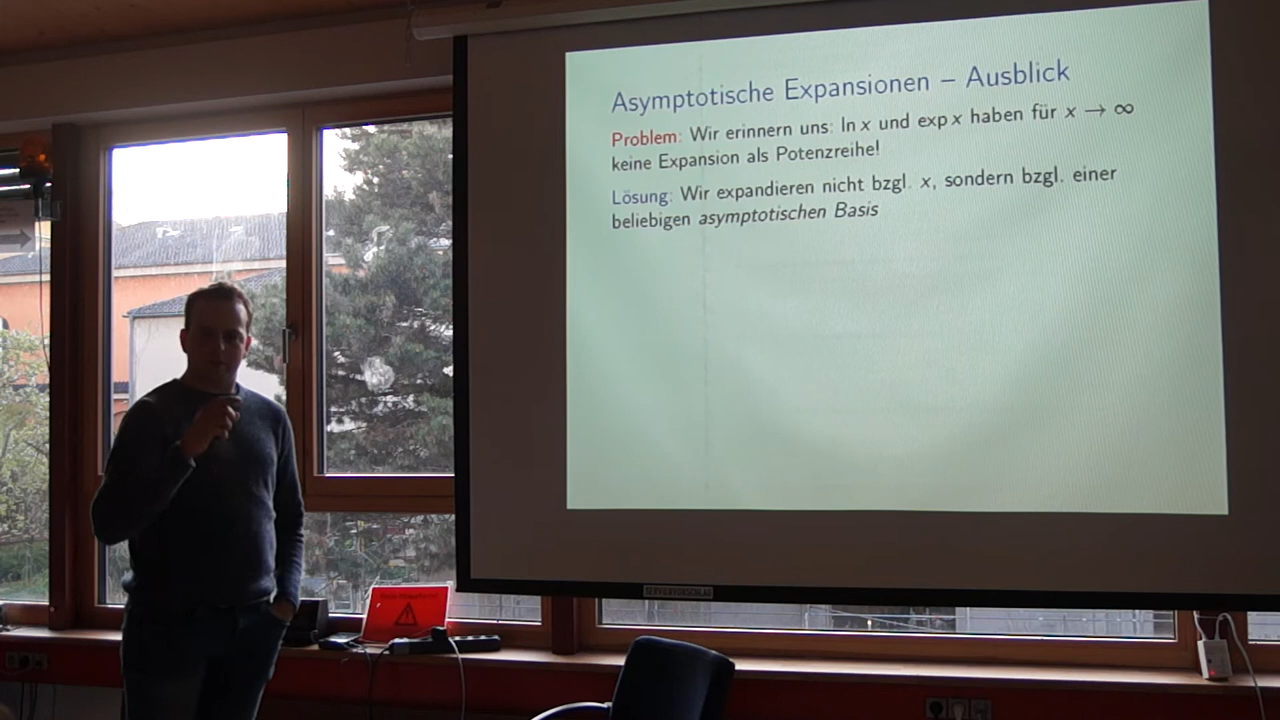 Asymptotische Expansionen – Ausblick
Problem: Wir erinnern uns: ln x und exp x haben für x → ∞
keine Expansion als Potenzreihe!
Lösung: Wir expandieren nicht bzgl. x, sondern bzgl. einer
beliebigen asymptotischen Basis
SERVIERVORSCHLAG